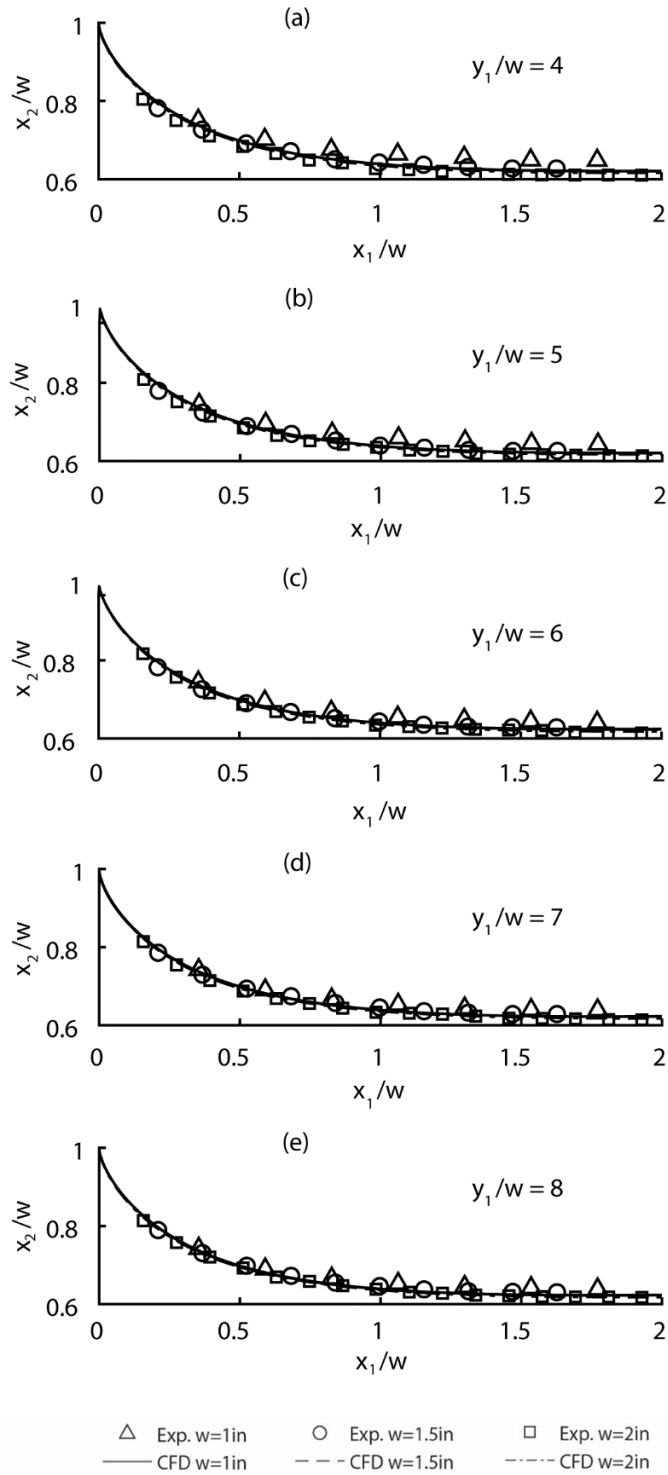 (a)
y₁/w = 4
x₂/w
1
0.8
0.6
0
0.5
1
1.5
2
x₁/w
(b)
y₁/w = 5
x₂/w
1
0.8
0.6
0
0.5
1
1.5
2
x₁/w
(c)
y₁/w = 6
x₂/w
1
0.8
0.6
0
0.5
1
1.5
2
x₁/w
(d)
y₁/w = 7
x₂/w
1
0.8
0.6
0
0.5
1
1.5
2
x₁/w
(e)
y₁/w = 8
x₂/w
1
0.8
0.6
0
0.5
1
1.5
2
x₁/w
Exp. w=1in
Exp. w=1.5in
Exp. w=2in
CFD w=1in
CFD w=1.5in
CFD w=2in